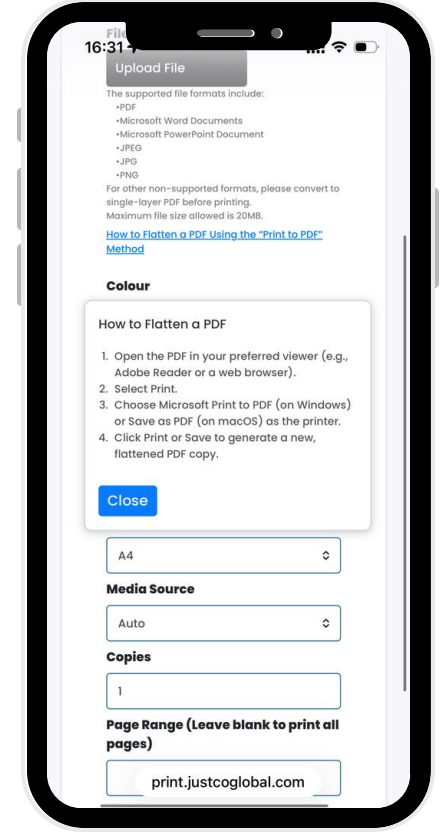 File
16:31
Upload File
The supported file formats include:
•PDF
•Microsoft Word Documents
•Microsoft PowerPoint Document
•JPEG
•JPG
•PNG
For other non-supported formats, please convert to
single-layer PDF before printing.
Maximum file size allowed is 20MB.
How to Flatten a PDF Using the “Print to PDF”
Method
Colour
How to Flatten a PDF
1. Open the PDF in your preferred viewer (e.g.,
Adobe Reader or a web browser).
2. Select Print.
3. Choose Microsoft Print to PDF (on Windows)
or Save as PDF (on macOS) as the printer.
4. Click Print or Save to generate a new,
flattened PDF copy.
Close
A4
Media Source
Auto
Copies
1
Page Range (Leave blank to print all
pages)
print.justcoglobal.com